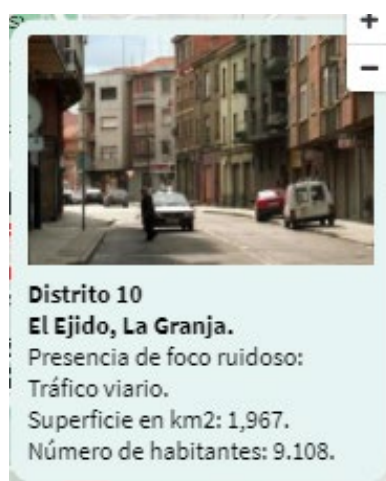 +
−
Distrito 10
El Ejido, La Granja.
Presencia de foco ruidoso:
Tráfico viario.
Superficie en km2: 1,967.
Número de habitantes: 9.108.